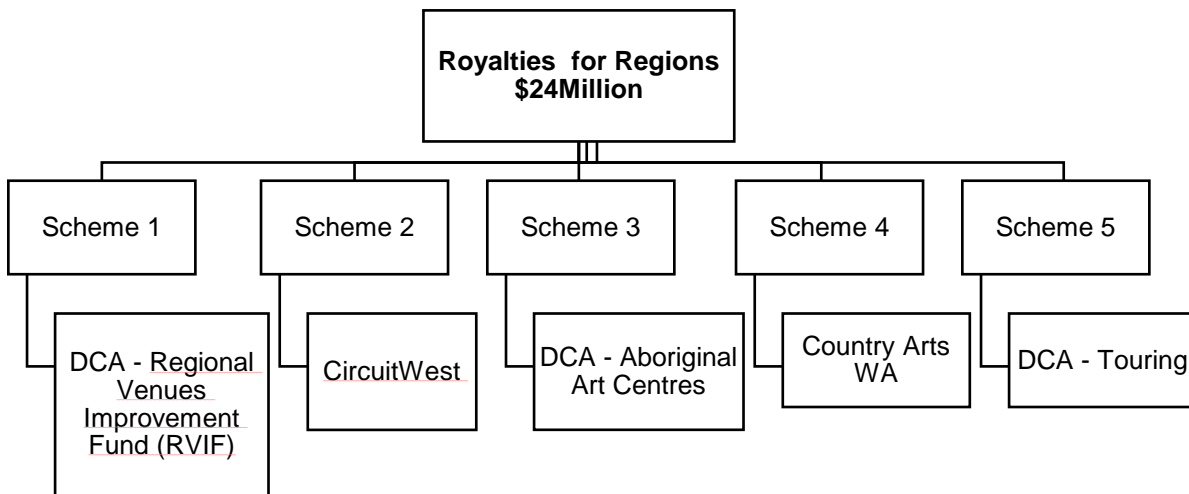 Royalties for Regions
$24Million
Scheme 1
Scheme 2
Scheme 3
Scheme 4
Scheme 5
DCA - Regional
Venues
Improvement
Fund (RVIF)
CircuitWest
DCA - Aboriginal
Art Centres
Country Arts
WA
DCA - Touring